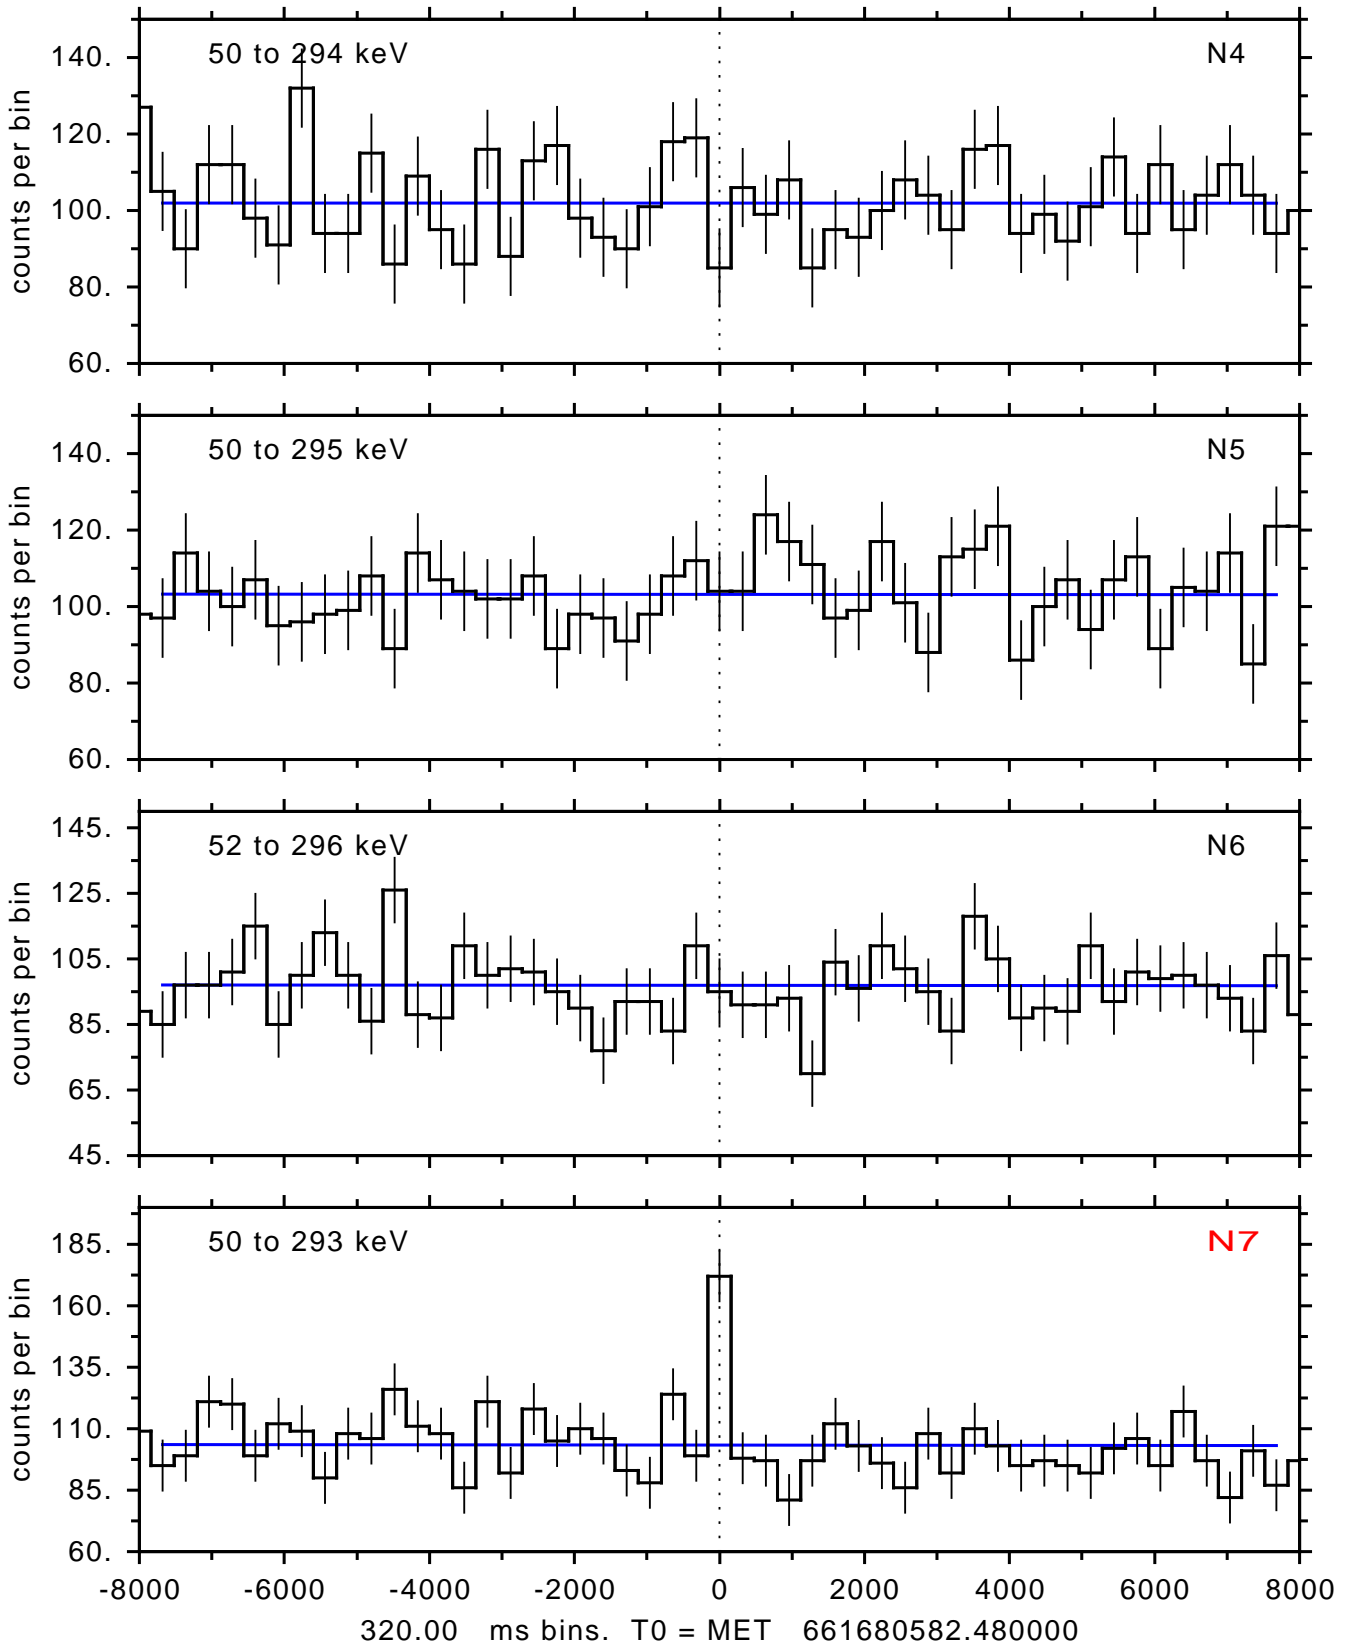 50 to 294 keV N4
140.
120.
100.
80.
60.
counts per bin
50 to 295 keV N5
140.
120.
100.
80.
60.
counts per bin
52 to 296 keV N6
145.
125.
105.
85.
65.
45.
counts per bin
50 to 293 keV N7
185.
160.
135.
110.
85.
60.
counts per bin
-8000 -6000 -4000 -2000 0 2000 4000 6000 8000
320.00 ms bins. T0 = MET 661680582.480000